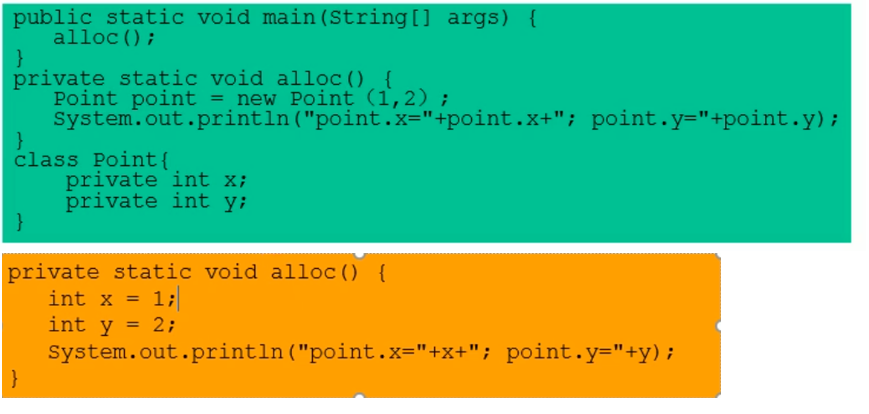 public static void main(String[] args) {
alloc();
}
private static void alloc() {
Point point = new Point（1,2）;
System.out.println("point.x="+point.x+"; point.y="+point.y);
}
class Point{
private int x;
private int y;
}
private static void alloc() {
int x = 1;
int y = 2;
System.out.println("point.x="+x+"; point.y="+y);
}